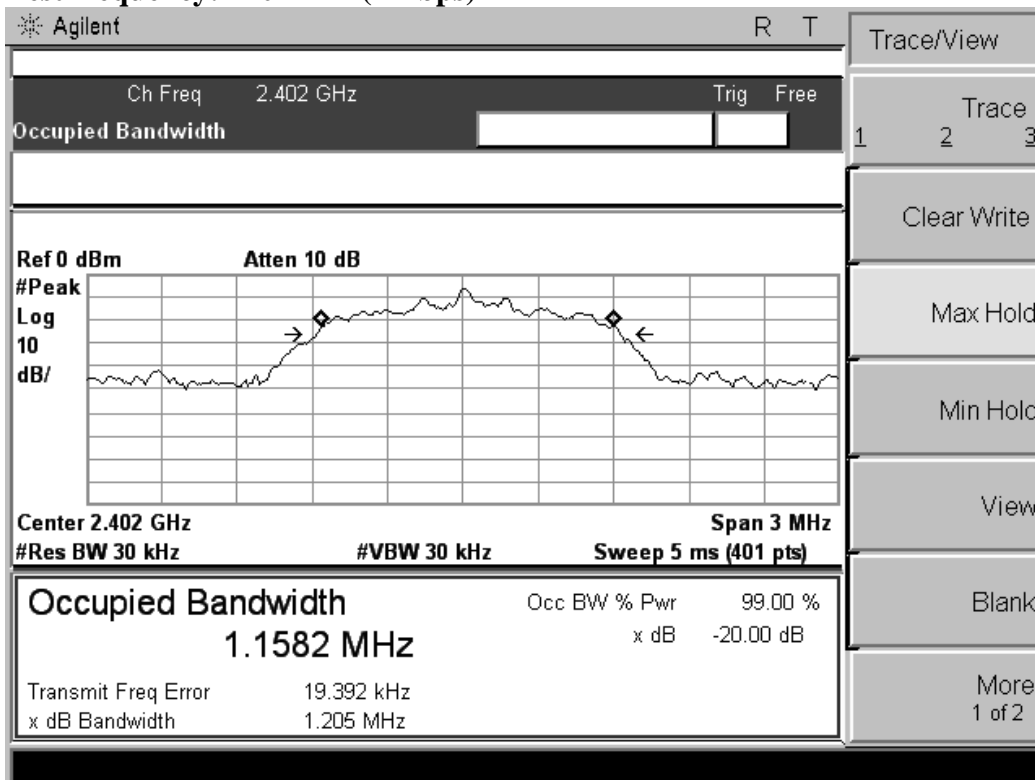 Agilent R T
Trace/View
Ch Freq 2.402 GHz Trig Free
Occupied Bandwidth
Trace
1 2 3
Clear Write
Max Hold
Min Hold
View
Blank
More
1 of 2
Ref 0 dBm Atten 10 dB
#Peak
Log
10
dB/
Center 2.402 GHz Span 3 MHz
#Res BW 30 kHz #VBW 30 kHz Sweep 5 ms (401 pts)
Occupied Bandwidth
1.1582 MHz
Occ BW % Pwr 99.00 %
x dB -20.00 dB
Transmit Freq Error 19.392 kHz
x dB Bandwidth 1.205 MHz